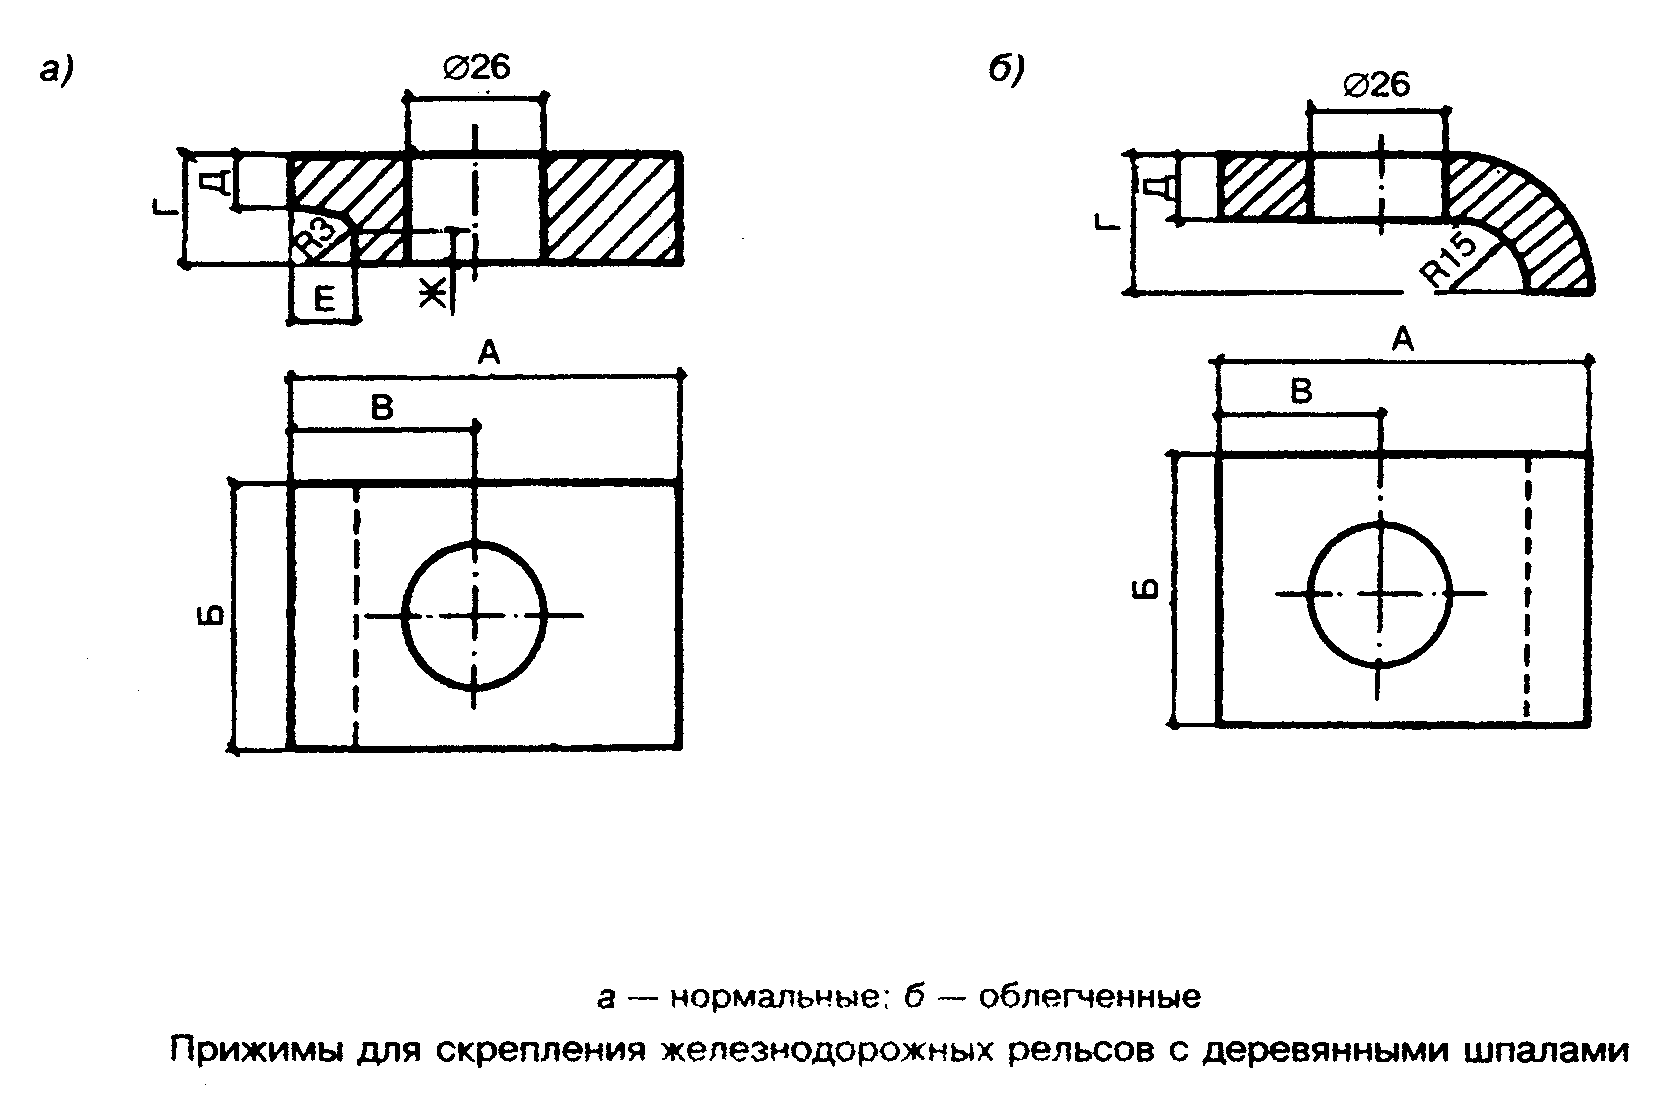 а)
∅26
Д
Г
R3
Е
Ж
А
В
Б
б)
∅26
Д
Г
R15
А
В
Б
а — нормальные; б — облегченные
Прижимы для скрепления железнодорожных рельсов с деревянными шпалами